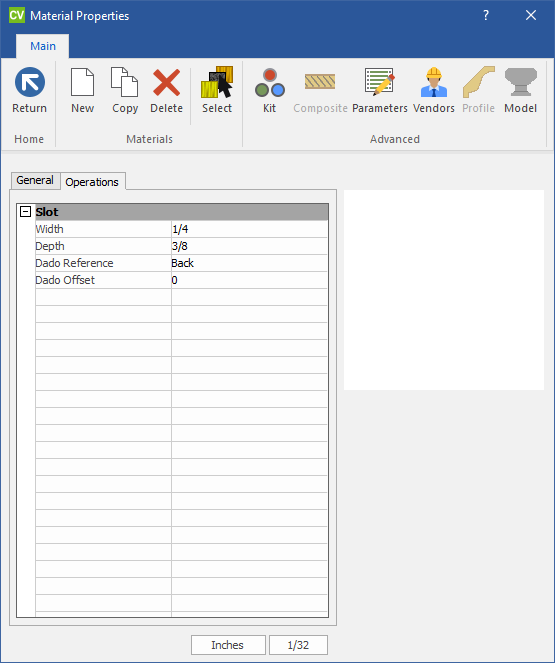 CV Material Properties ?
Main
Return New Copy Delete Select Kit Composite Parameters Vendors Profile Model
Home Materials Advanced
General Operations
Slot
Width 1/4
Depth 3/8
Dado Reference Back
Dado Offset 0
Inches 1/32